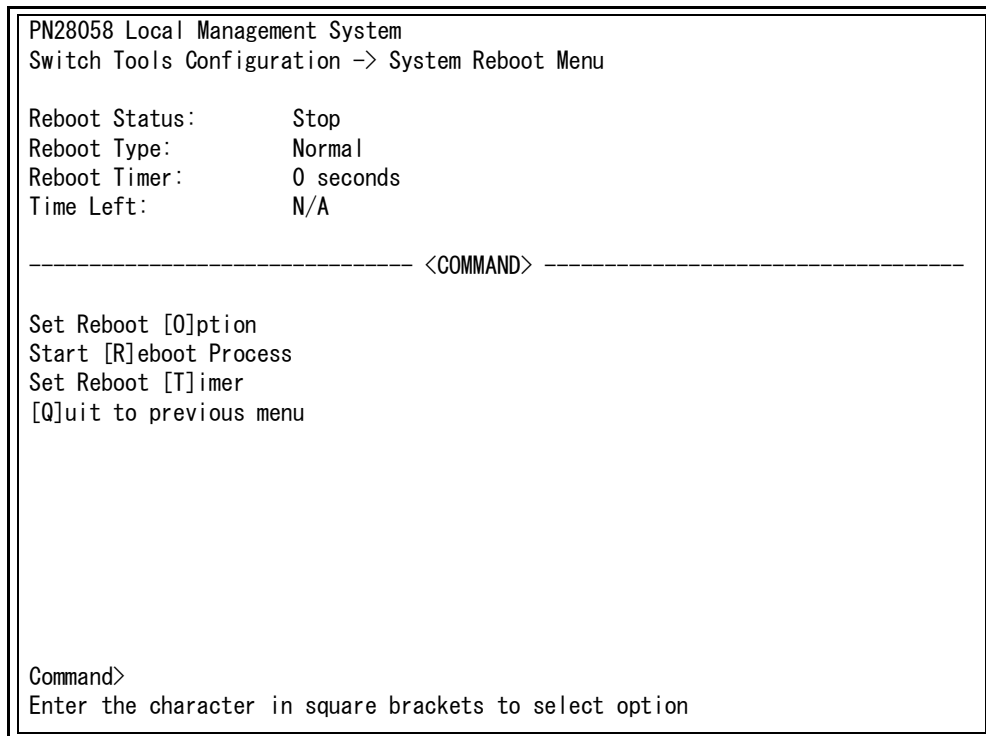 PN28058 Local Management System
Switch Tools Configuration -> System Reboot Menu
Reboot Status: Stop
Reboot Type: Normal
Reboot Timer: 0 seconds
Time Left: N/A
-------------------------------- <COMMAND> -----------------------------------
Set Reboot [O]ption
Start [R]eboot Process
Set Reboot [T]imer
[Q]uit to previous menu
Command>
Enter the character in square brackets to select option